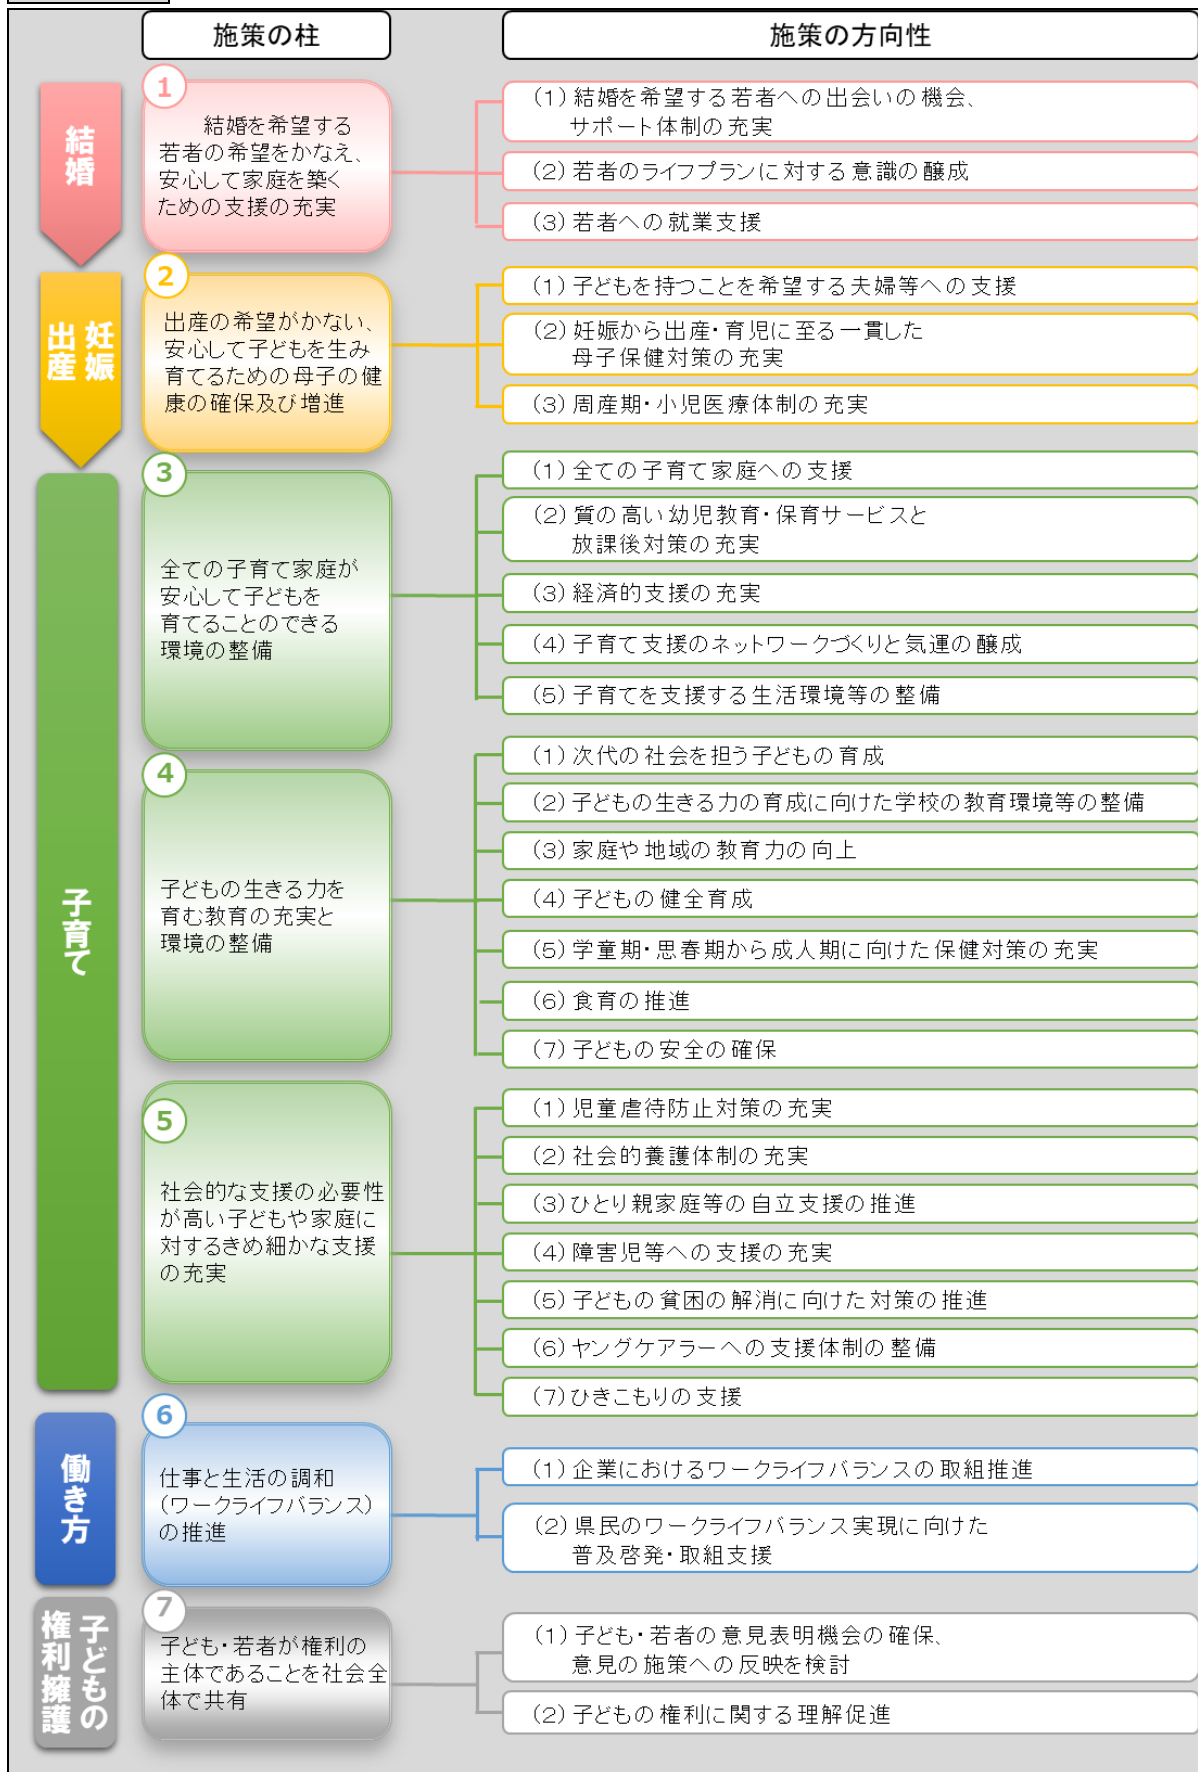 施策の柱
施策の方向性
結婚
1
結婚を希望する
若者の希望をかなえ、
安心して家庭を築く
ための支援の充実
(1)結婚を希望する若者への出会いの機会、
サポート体制の充実
(2)若者のライフプランに対する意識の醸成
(3)若者への就業支援
妊娠
出産
2
出産の希望がかない、
安心して子どもを生み
育てるための母子の健
康の確保及び増進
(1)子どもを持つことを希望する夫婦等への支援
(2)妊娠から出産・育児に至る一貫した
母子保健対策の充実
(3)周産期・小児医療体制の充実
子育て
3
全ての子育て家庭が
安心して子どもを
育てることのできる
環境の整備
(1)全ての子育て家庭への支援
(2)質の高い幼児教育・保育サービスと
放課後対策の充実
(3)経済的支援の充実
(4)子育て支援のネットワークづくりと気運の醸成
(5)子育てを支援する生活環境等の整備
4
子どもの生きる力を
育む教育の充実と
環境の整備
(1)次代の社会を担う子どもの育成
(2)子どもの生きる力の育成に向けた学校の教育環境等の整備
(3)家庭や地域の教育力の向上
(4)子どもの健全育成
(5)学童期・思春期から成人期に向けた保健対策の充実
(6)食育の推進
(7)子どもの安全の確保
5
社会的な支援の必要性
が高い子どもや家庭に
対するきめ細かな支援
の充実
(1)児童虐待防止対策の充実
(2)社会的養護体制の充実
(3)ひとり親家庭等の自立支援の推進
(4)障害児等への支援の充実
(5)子どもの貧困の解消に向けた対策の推進
(6)ヤングケアラーへの支援体制の整備
(7)ひきこもりの支援
働き方
6
仕事と生活の調和
(ワークライフバランス)
の推進
(1)企業におけるワークライフバランスの取組推進
(2)県民のワークライフバランス実現に向けた
普及啓発・取組支援
子どもの
権利擁護
7
子ども・若者が権利の
主体であることを社会全
体で共有
(1)子ども・若者の意見表明機会の確保、
意見の施策への反映を検討
(2)子どもの権利に関する理解促進